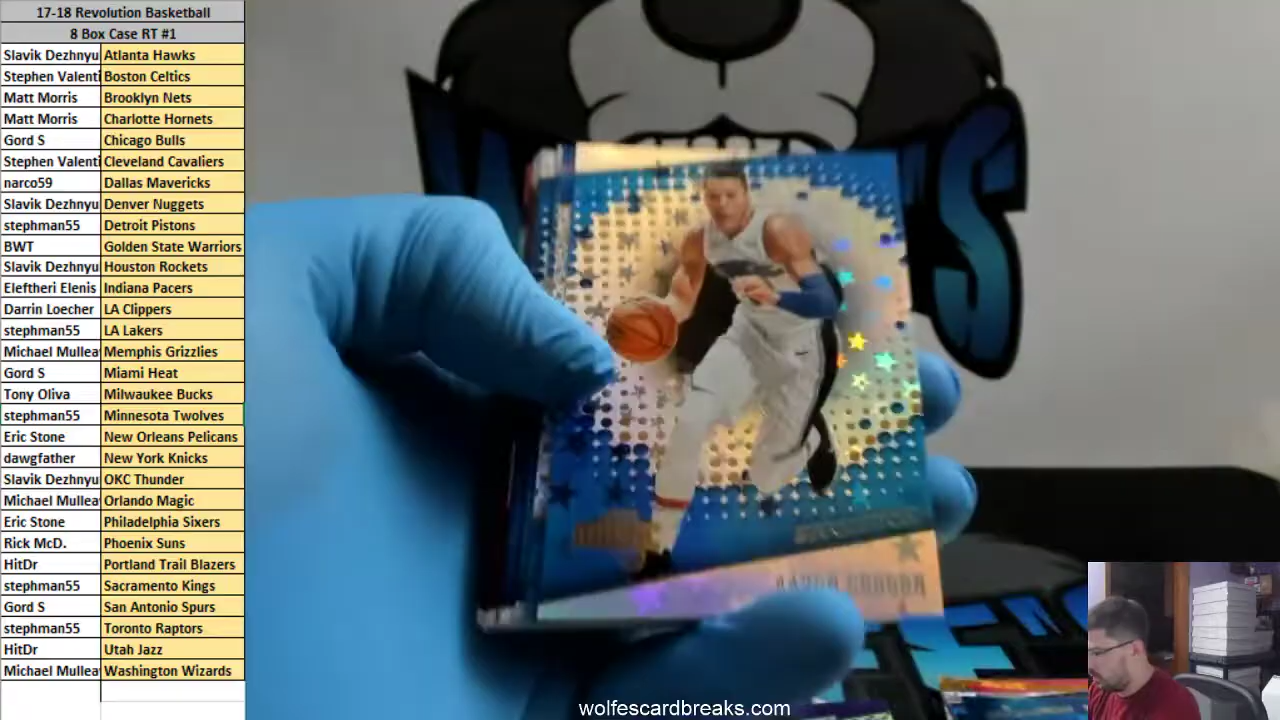 17-18 Revolution Basketball
8 Box Case RT #1
Slavik Dezhnyu Atlanta Hawks
Stephen Valenti Boston Celtics
Matt Morris Brooklyn Nets
Matt Morris Charlotte Hornets
Gord S Chicago Bulls
Stephen Valenti Cleveland Cavaliers
narco59 Dallas Mavericks
Slavik Dezhnyu Denver Nuggets
stephman55 Detroit Pistons
BWT Golden State Warriors
Slavik Dezhnyu Houston Rockets
Eleftheri Elenis Indiana Pacers
Darrin Loecher LA Clippers
stephman55 LA Lakers
Michael Mullea Memphis Grizzlies
Gord S Miami Heat
Tony Oliva Milwaukee Bucks
stephman55 Minnesota Twolves
Eric Stone New Orleans Pelicans
dawgfather New York Knicks
Slavik Dezhnyu OKC Thunder
Michael Mullea Orlando Magic
Eric Stone Philadelphia Sixers
Rick McD. Phoenix Suns
HitDr Portland Trail Blazers
stephman55 Sacramento Kings
Gord S San Antonio Spurs
stephman55 Toronto Raptors
HitDr Utah Jazz
Michael Mullea Washington Wizards
AARON GORDON
wolfescardbreaks.com